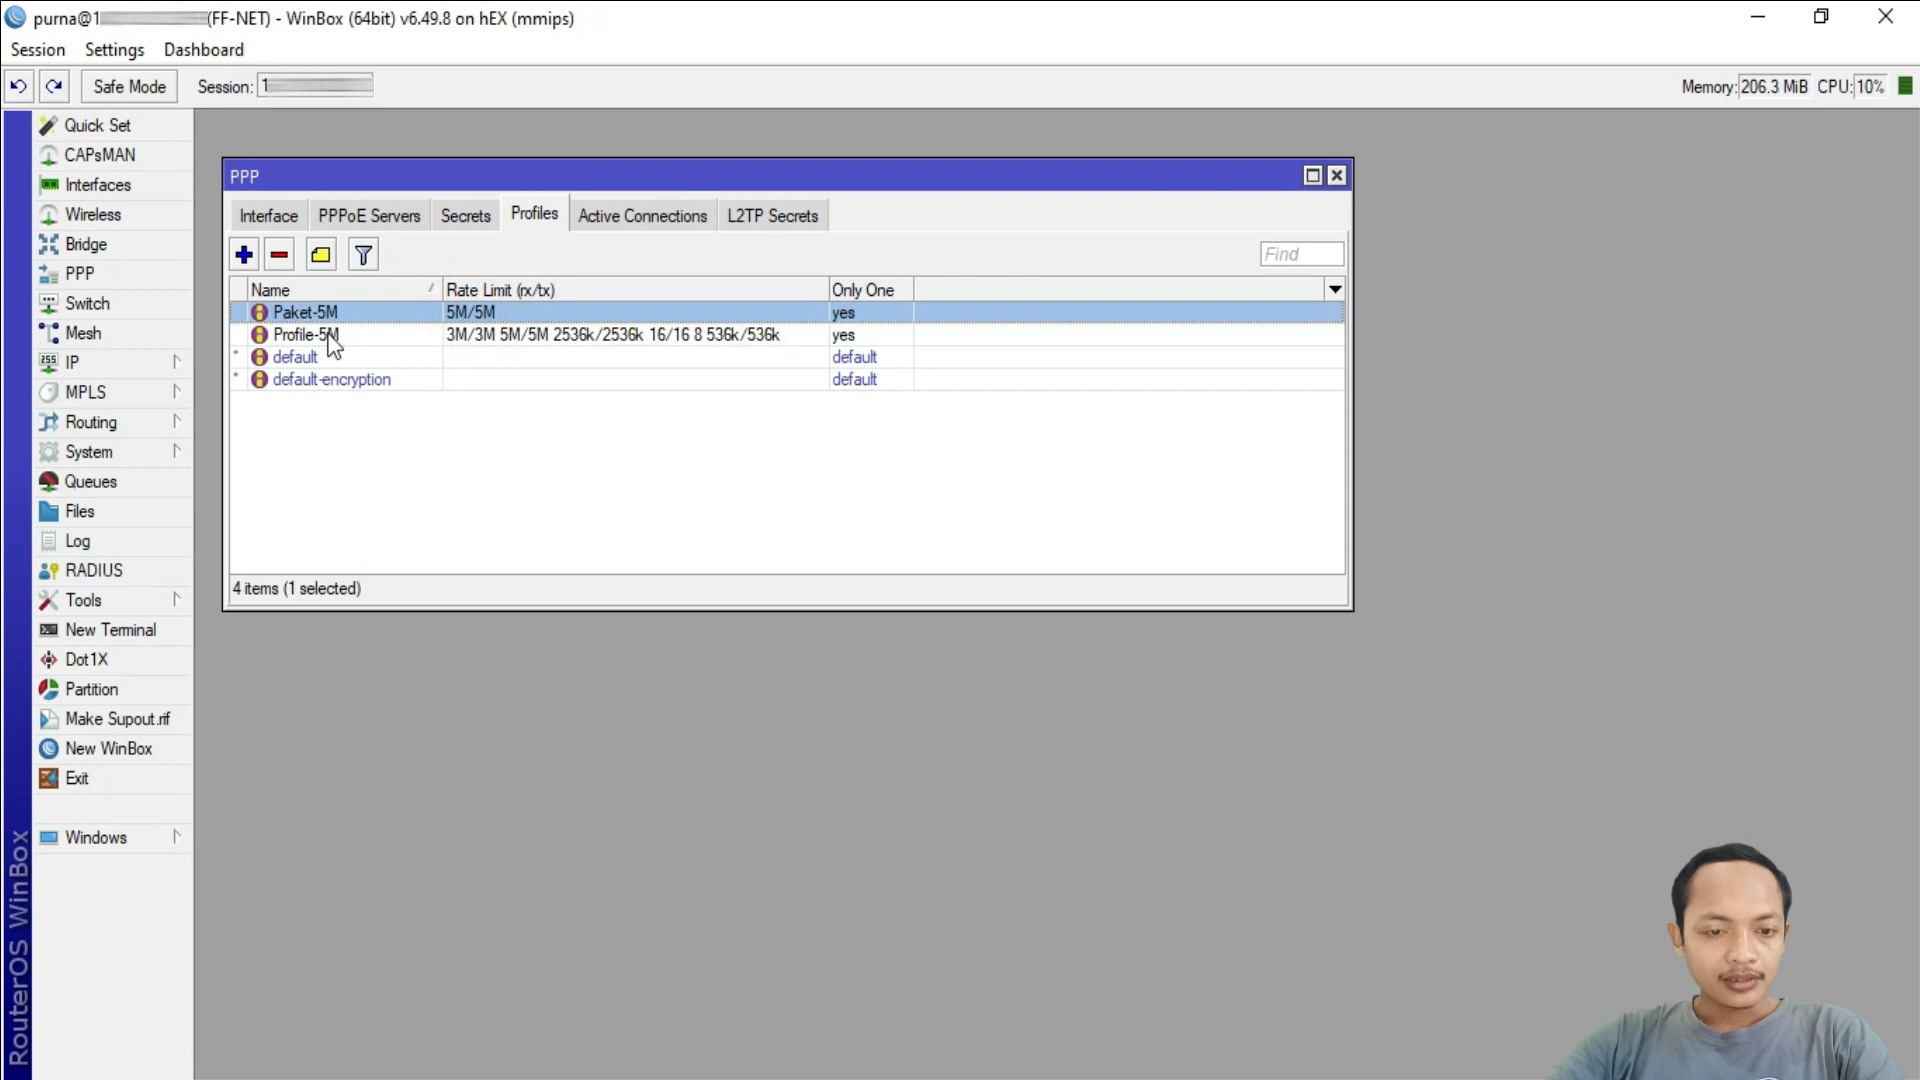 purna@1 (FF-NET) - WinBox (64bit) v6.49.8 on hEX (mmips)
Session Settings Dashboard
Safe Mode Session: 1 Memory: 206.3 MiB CPU: 10%
Quick Set
CAPsMAN
Interfaces
Wireless
Bridge
PPP
Switch
Mesh
IP
MPLS
Routing
System
Queues
Files
Log
RADIUS
Tools
New Terminal
Dot1X
Partition
Make Supout.rif
New WinBox
Exit
Windows
RouterOS WinBox
PPP
Interface PPPoE Servers Secrets Profiles Active Connections L2TP Secrets
Find
Name Rate Limit (rx/tx) Only One
Paket-5M 5M/5M yes
Profile-5M 3M/3M 5M/5M 2536k/2536k 16/16 8 536k/536k yes
* default default
* default-encryption default
4 items (1 selected)